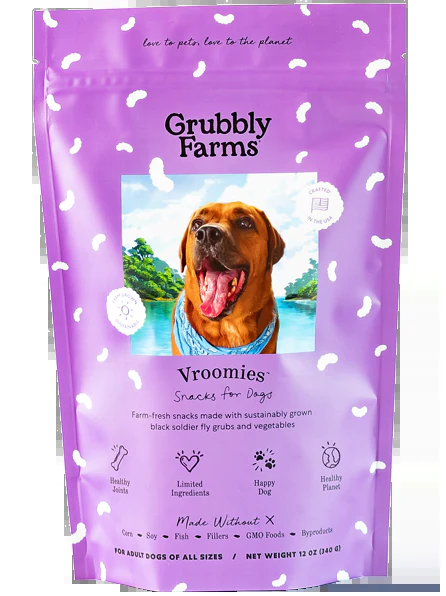 love to pets, love to the planet
Grubbly
Farms
CRAFTED
IN THE USA
Vroomies™
Snacks for Dogs
Farm-fresh snacks made with sustainably grown
black soldier fly grubs and vegetables
Healthy
Joints
Limited
Ingredients
Happy
Dog
Healthy
Planet
Made Without X
Corn - Soy - Fish - Fillers - GMO Foods - Byproducts
FOR ADULT DOGS OF ALL SIZES / NET WEIGHT 12 OZ (340 G)